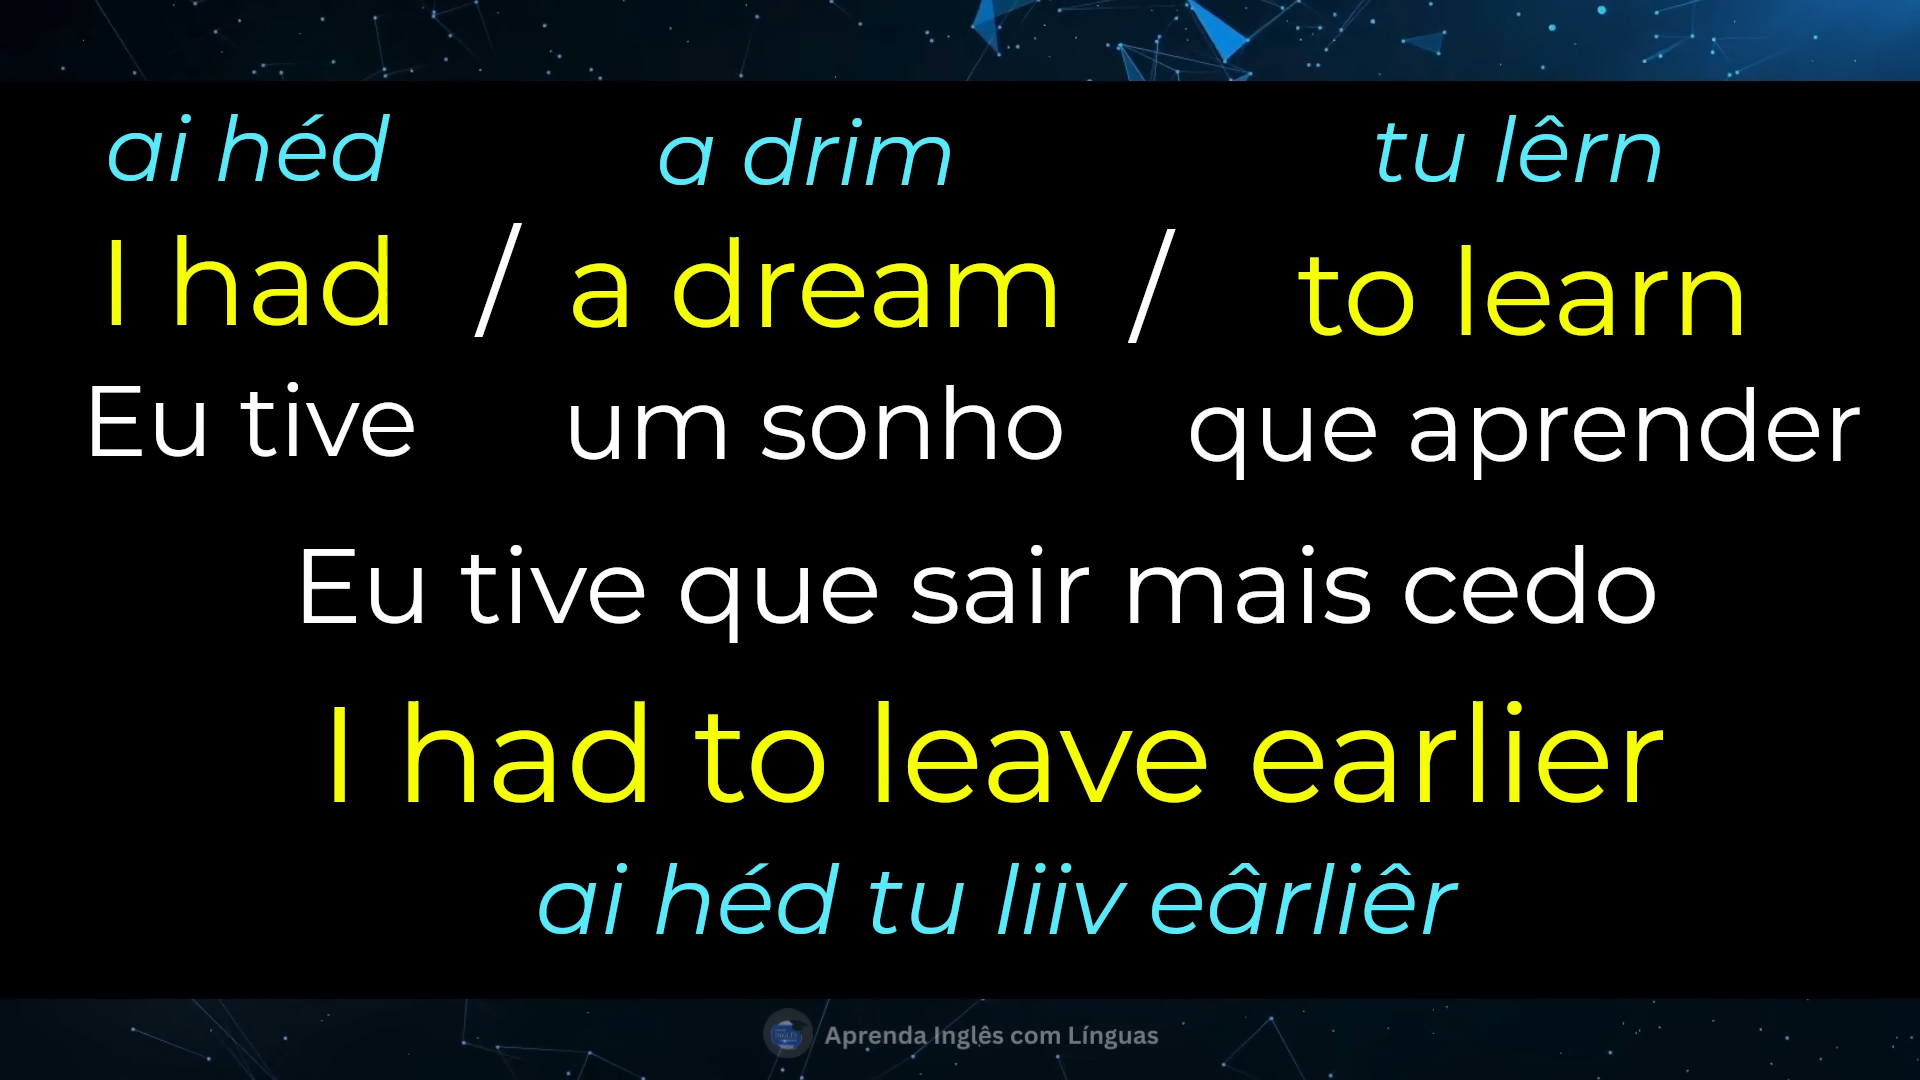 ai héd a drim tu lêrn
I had / a dream / to learn
Eu tive um sonho que aprender
Eu tive que sair mais cedo
I had to leave earlier
ai héd tu liiv eârliêr
Aprenda Inglês com Línguas